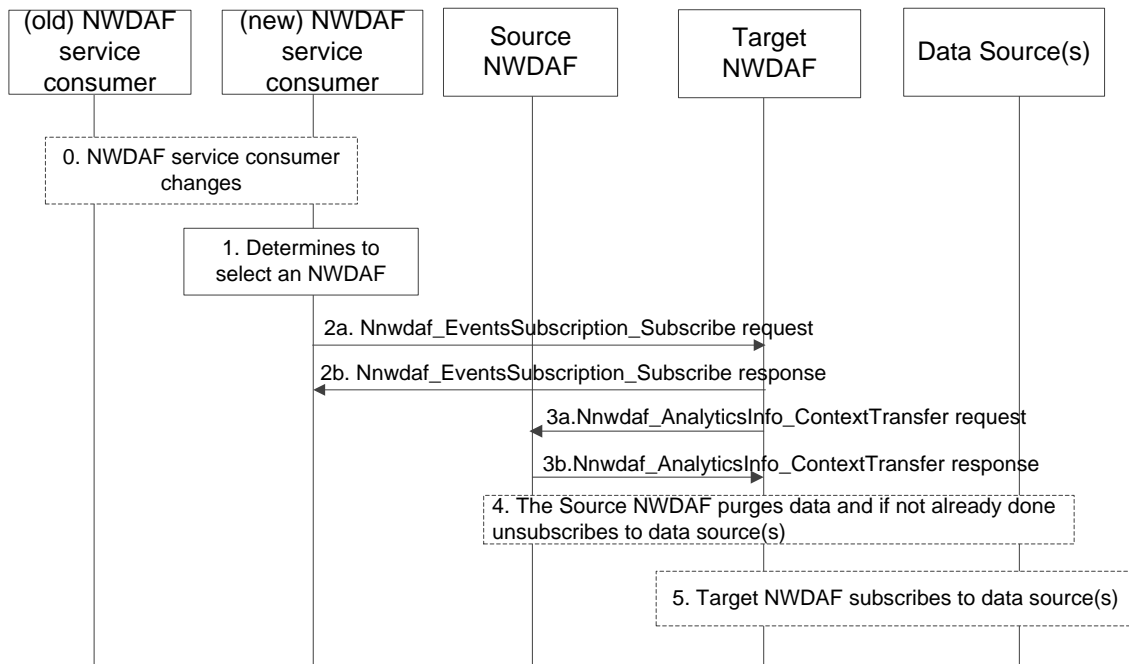 (old) NWDAF
service
consumer
(new) NWDAF
service
consumer
Source
NWDAF
Target
NWDAF
Data Source(s)
0. NWDAF service consumer
changes
1. Determines to
select an NWDAF
2a. Nnwdaf_EventsSubscription_Subscribe request
2b. Nnwdaf_EventsSubscription_Subscribe response
3a.Nnwdaf_AnalyticsInfo_ContextTransfer request
3b.Nnwdaf_AnalyticsInfo_ContextTransfer response
4. The Source NWDAF purges data and if not already done
unsubscribes to data source(s)
5. Target NWDAF subscribes to data source(s)